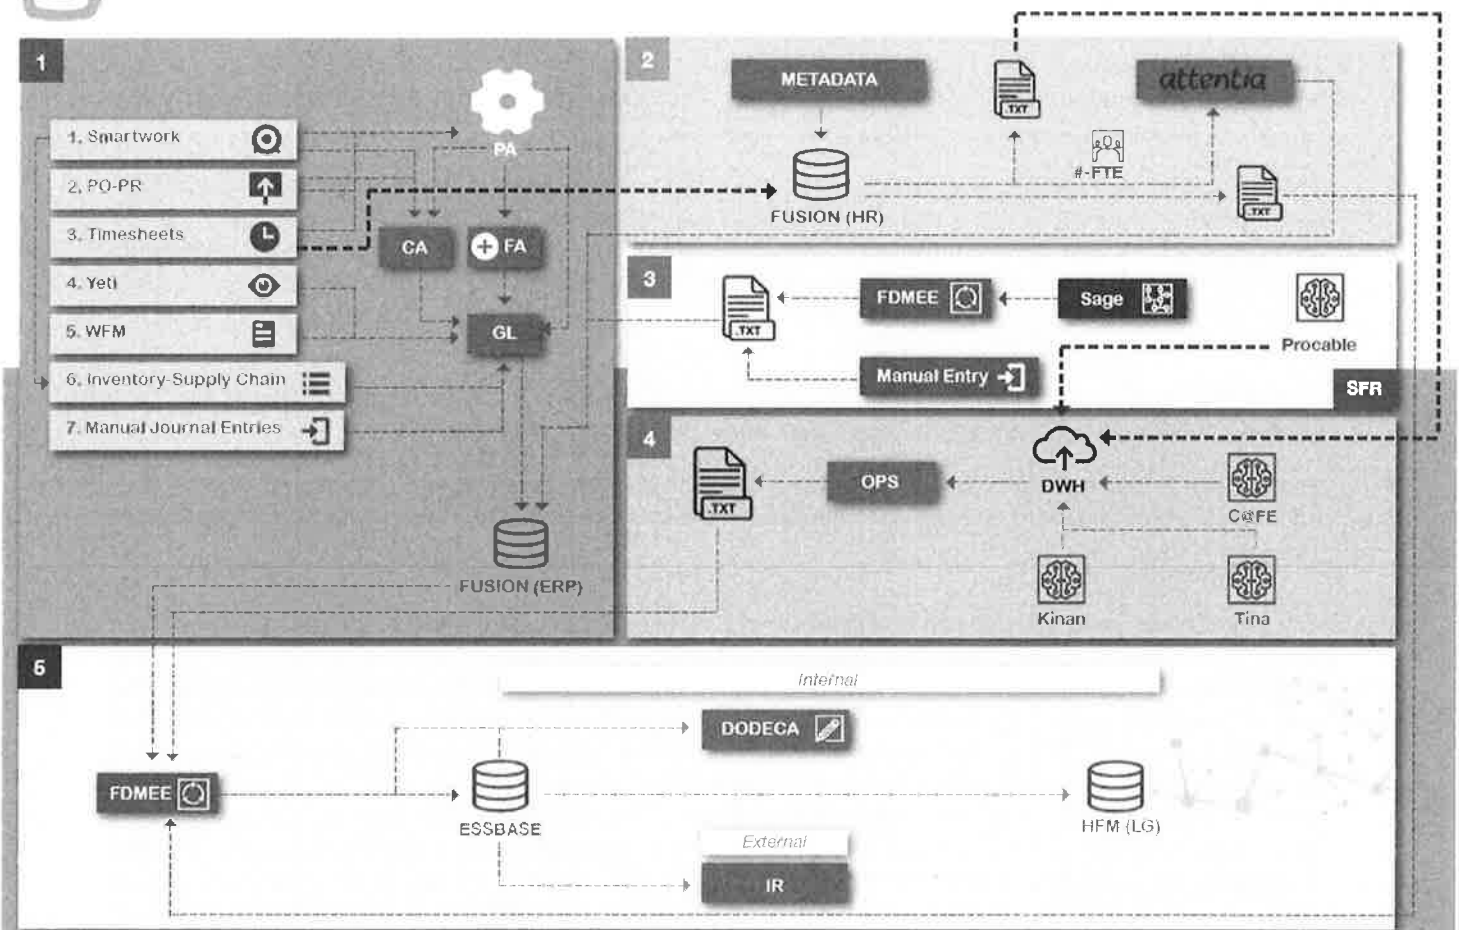 1
1. Smartwork
2. PO-PR
3. Timesheets
4. Yeti
5. WFM
6. Inventory-Supply Chain
7. Manual Journal Entries
PA
CA
FA
GL
FUSION (ERP)
2
METADATA
.TXT
attentia
#-FTE
FUSION (HR)
.TXT
3
.TXT
FDMEE
Sage
Procable
Manual Entry
SFR
4
.TXT
OPS
DWH
C@FE
Kinan
Tina
5
Internal
DODECA
FDMEE
ESSBASE
HFM (LG)
External
IR